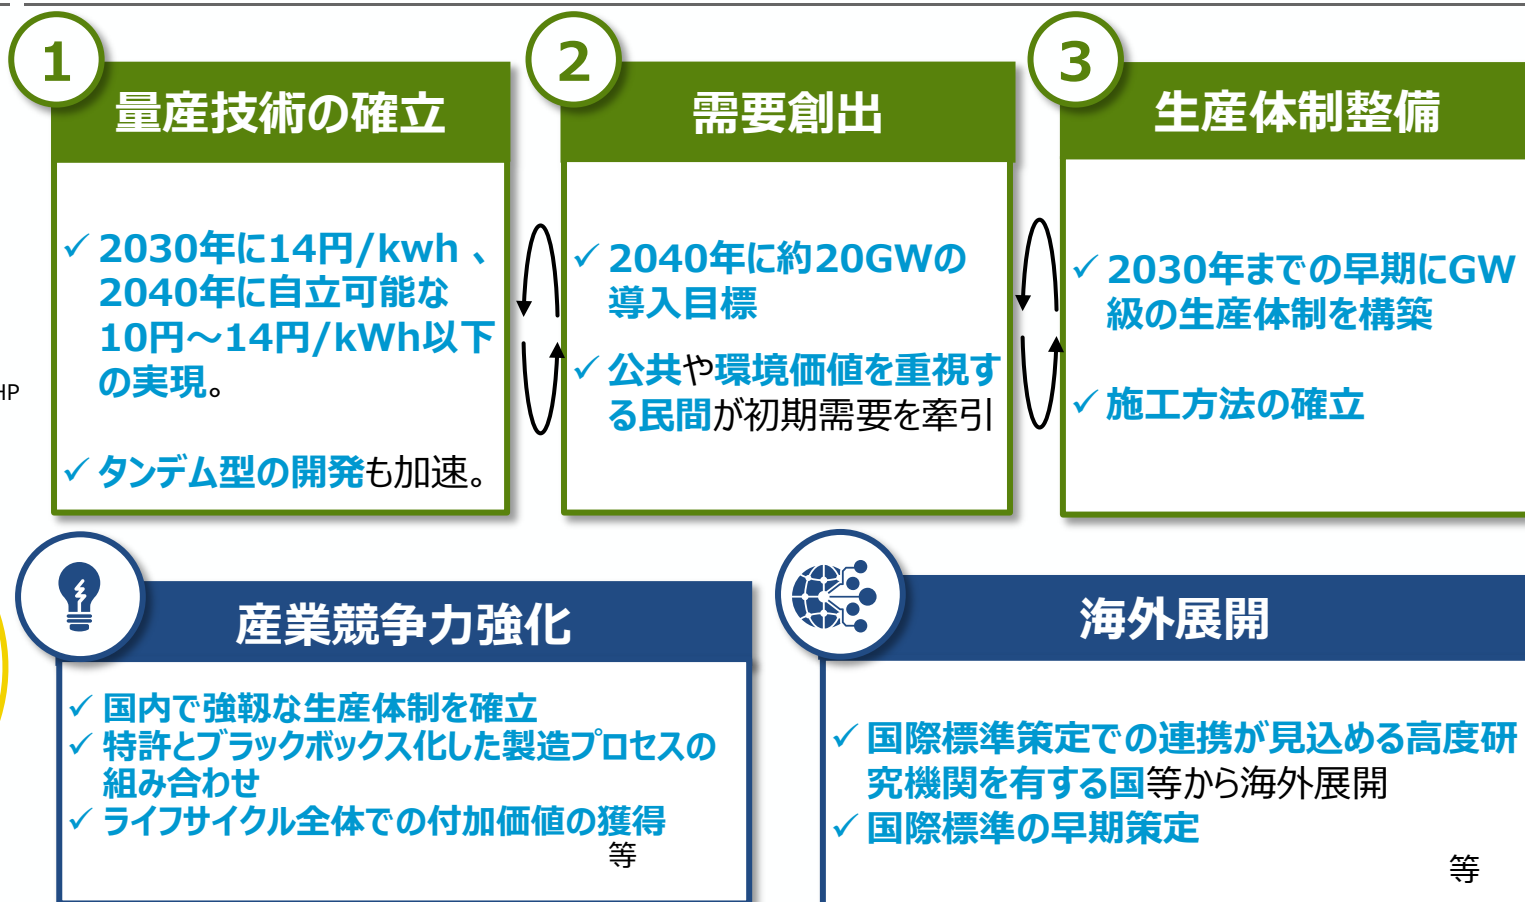 1
量産技術の確立
✓ 2030年に14円/kwh 、
2040年に自立可能な
10円～14円/kWh以下
の実現。
✓ タンデム型の開発も加速。
2
需要創出
✓ 2040年に約20GWの
導入目標
✓ 公共や環境価値を重視す
る民間が初期需要を牽引
3
生産体制整備
✓ 2030年までの早期にGW
級の生産体制を構築
✓ 施工方法の確立
HP
産業競争力強化
✓ 国内で強靱な生産体制を確立
✓ 特許とブラックボックス化した製造プロセスの
組み合わせ
✓ ライフサイクル全体での付加価値の獲得
等
海外展開
✓ 国際標準策定での連携が見込める高度研
究機関を有する国等から海外展開
✓ 国際標準の早期策定
等